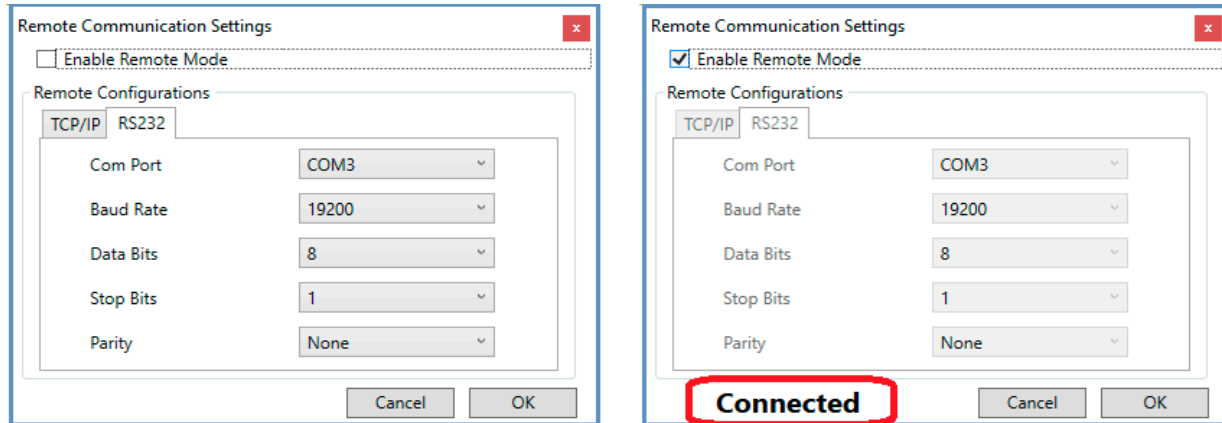 Remote Communication Settings
x
Enable Remote Mode
Remote Configurations
TCP/IP RS232
Com Port COM3
Baud Rate 19200
Data Bits 8
Stop Bits 1
Parity None
Cancel OK
Remote Communication Settings
x
Enable Remote Mode
Remote Configurations
TCP/IP RS232
Com Port COM3
Baud Rate 19200
Data Bits 8
Stop Bits 1
Parity None
Connected Cancel OK